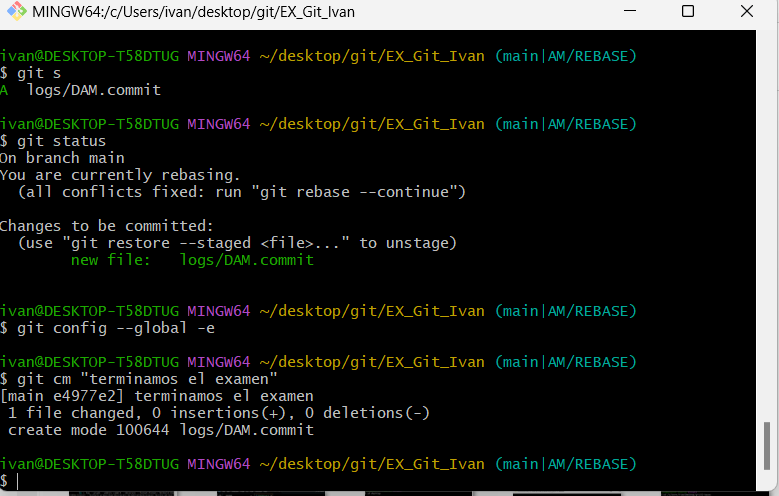 MINGW64:/c/Users/ivan/desktop/git/EX_Git_Ivan
ivan@DESKTOP-T58DTUG MINGW64 ~/desktop/git/EX_Git_Ivan (main|AM/REBASE)
$ git s
A  logs/DAM.commit
ivan@DESKTOP-T58DTUG MINGW64 ~/desktop/git/EX_Git_Ivan (main|AM/REBASE)
$ git status
On branch main
You are currently rebasing.
  (all conflicts fixed: run "git rebase --continue")
Changes to be committed:
  (use "git restore --staged <file>..." to unstage)
        new file:   logs/DAM.commit
ivan@DESKTOP-T58DTUG MINGW64 ~/desktop/git/EX_Git_Ivan (main|AM/REBASE)
$ git config --global -e
ivan@DESKTOP-T58DTUG MINGW64 ~/desktop/git/EX_Git_Ivan (main|AM/REBASE)
$ git cm "terminamos el examen"
[main e4977e2] terminamos el examen
 1 file changed, 0 insertions(+), 0 deletions(-)
 create mode 100644 logs/DAM.commit
ivan@DESKTOP-T58DTUG MINGW64 ~/desktop/git/EX_Git_Ivan (main|AM/REBASE)
$